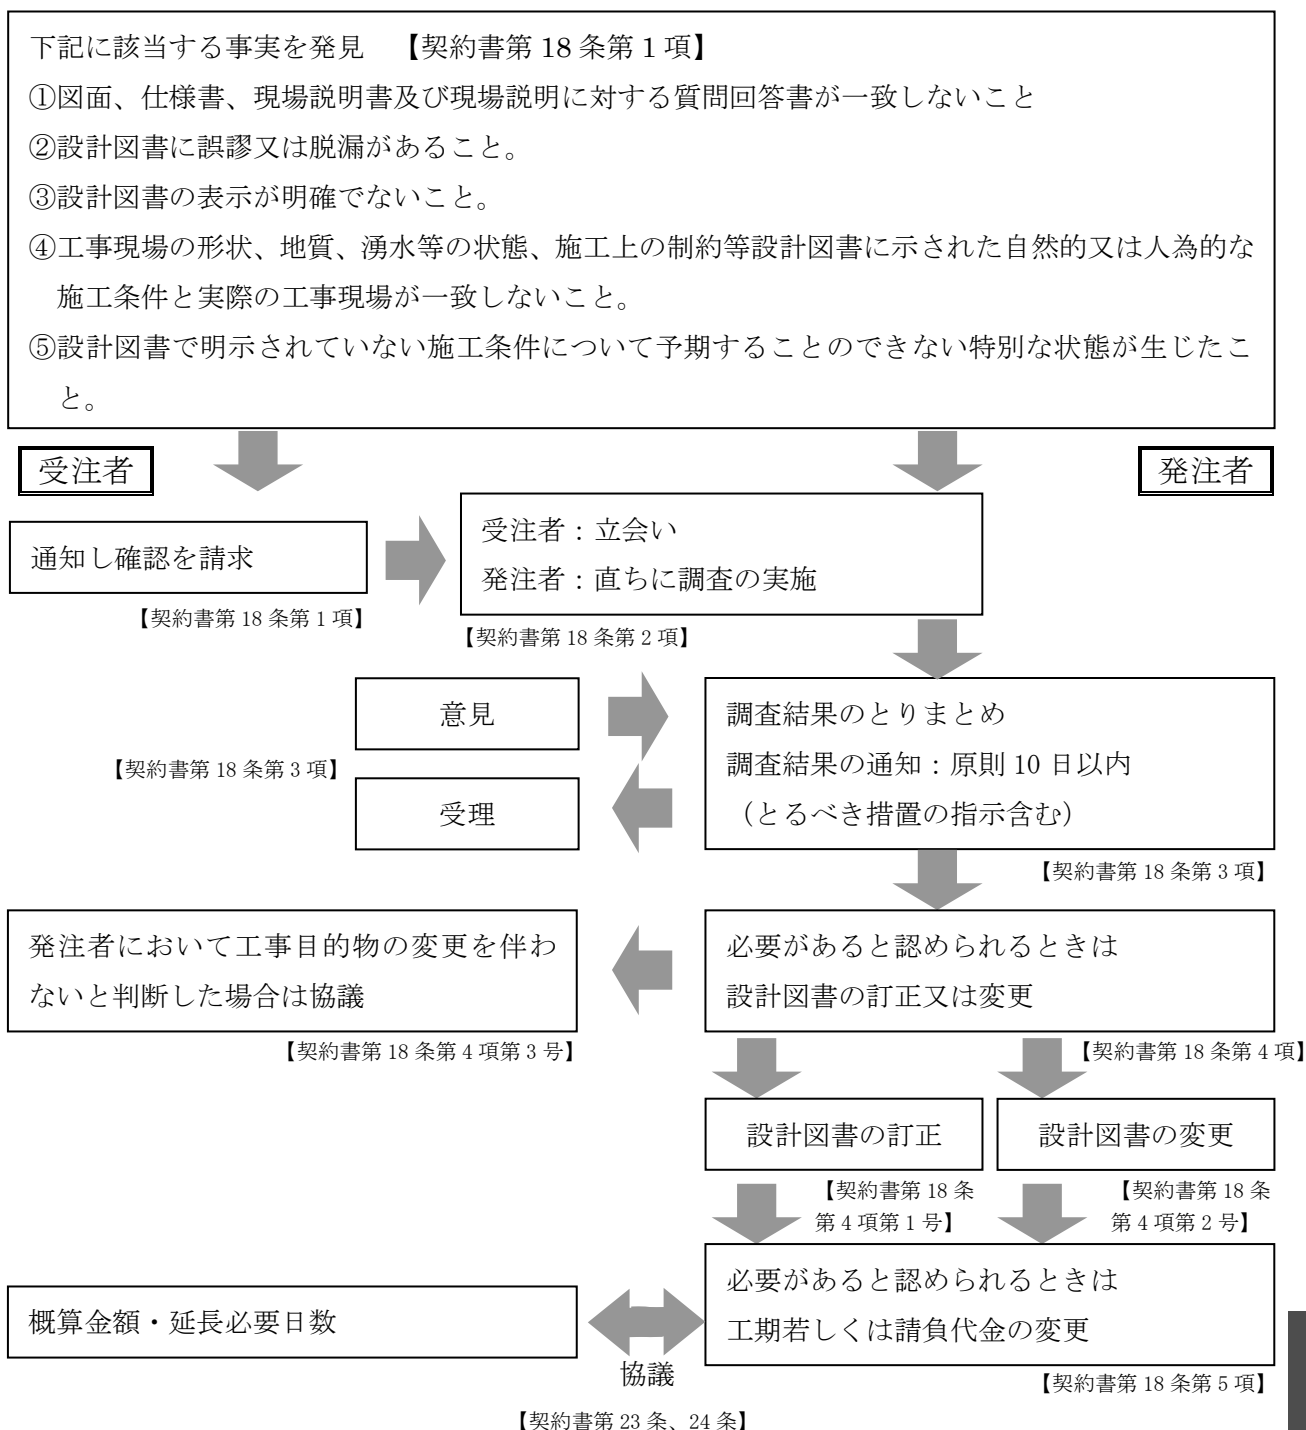 下記に該当する事実を発見　【契約書第 18 条第 1 項】
①図面、仕様書、現場説明書及び現場説明に対する質問回答書が一致しないこと
②設計図書に誤謬又は脱漏があること。
③設計図書の表示が明確でないこと。
④工事現場の形状、地質、湧水等の状態、施工上の制約等設計図書に示された自然的又は人為的な
施工条件と実際の工事現場が一致しないこと。
⑤設計図書で明示されていない施工条件について予期することのできない特別な状態が生じたこ
と。
受注者
発注者
通知し確認を請求
【契約書第 18 条第 1 項】
受注者：立会い
発注者：直ちに調査の実施
【契約書第 18 条第 2 項】
意見
【契約書第 18 条第 3 項】
受理
調査結果のとりまとめ
調査結果の通知：原則 10 日以内
（とるべき措置の指示含む）
【契約書第 18 条第 3 項】
発注者において工事目的物の変更を伴わ
ないと判断した場合は協議
【契約書第 18 条第 4 項第 3 号】
必要があると認められるときは
設計図書の訂正又は変更
【契約書第 18 条第 4 項】
設計図書の訂正
設計図書の変更
【契約書第 18 条
第 4 項第 1 号】
【契約書第 18 条
第 4 項第 2 号】
概算金額・延長必要日数
必要があると認められるときは
工期若しくは請負代金の変更
協議
【契約書第 18 条第 5 項】
【契約書第 23 条、24 条】